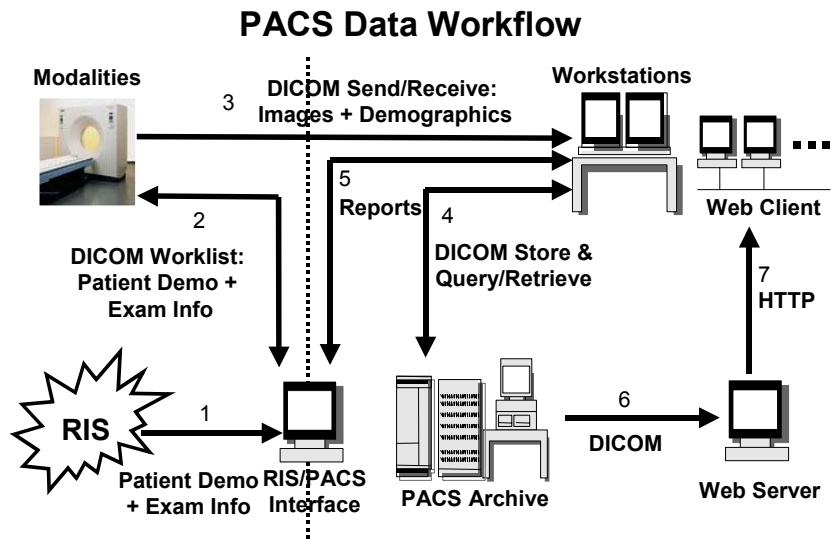 PACS Data Workflow
Modalities
3
DICOM Send/Receive:
Images + Demographics
Workstations
2
DICOM Worklist:
Patient Demo +
Exam Info
5
Reports
4
DICOM Store &
Query/Retrieve
Web Client
7
HTTP
RIS
1
Patient Demo
+ Exam Info
RIS/PACS
Interface
PACS Archive
6
DICOM
Web Server